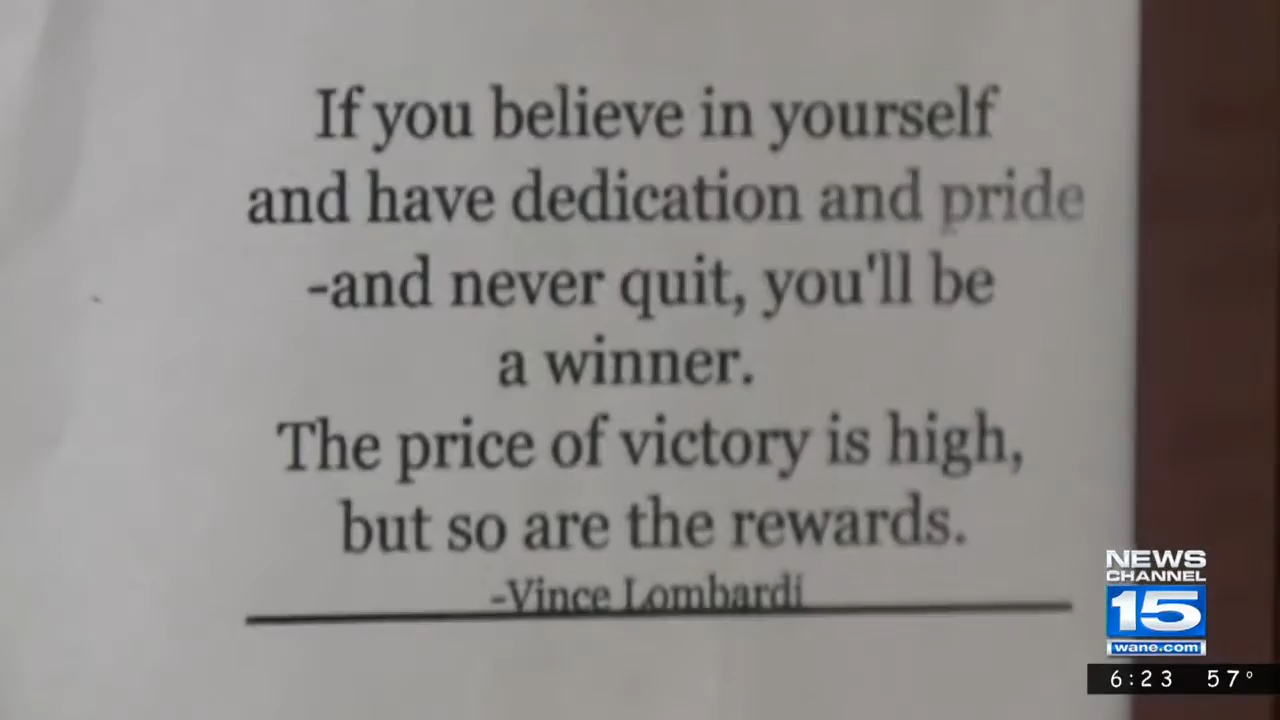 If you believe in yourself
and have dedication and pride
-and never quit, you'll be
a winner.
The price of victory is high,
but so are the rewards.
-Vince Lombardi
NEWS
CHANNEL
15
wane.com
6:23 57°